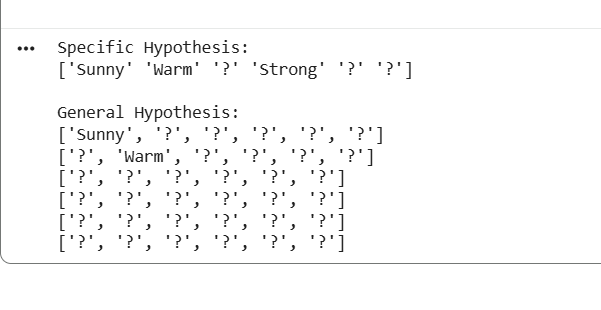 Specific Hypothesis:
['Sunny' 'Warm' '?' 'Strong' '?' '?']
General Hypothesis:
['Sunny', '?', '?', '?', '?', '?']
['?', 'Warm', '?', '?', '?', '?']
['?', '?', '?', '?', '?', '?']
['?', '?', '?', '?', '?', '?']
['?', '?', '?', '?', '?', '?']
['?', '?', '?', '?', '?', '?']